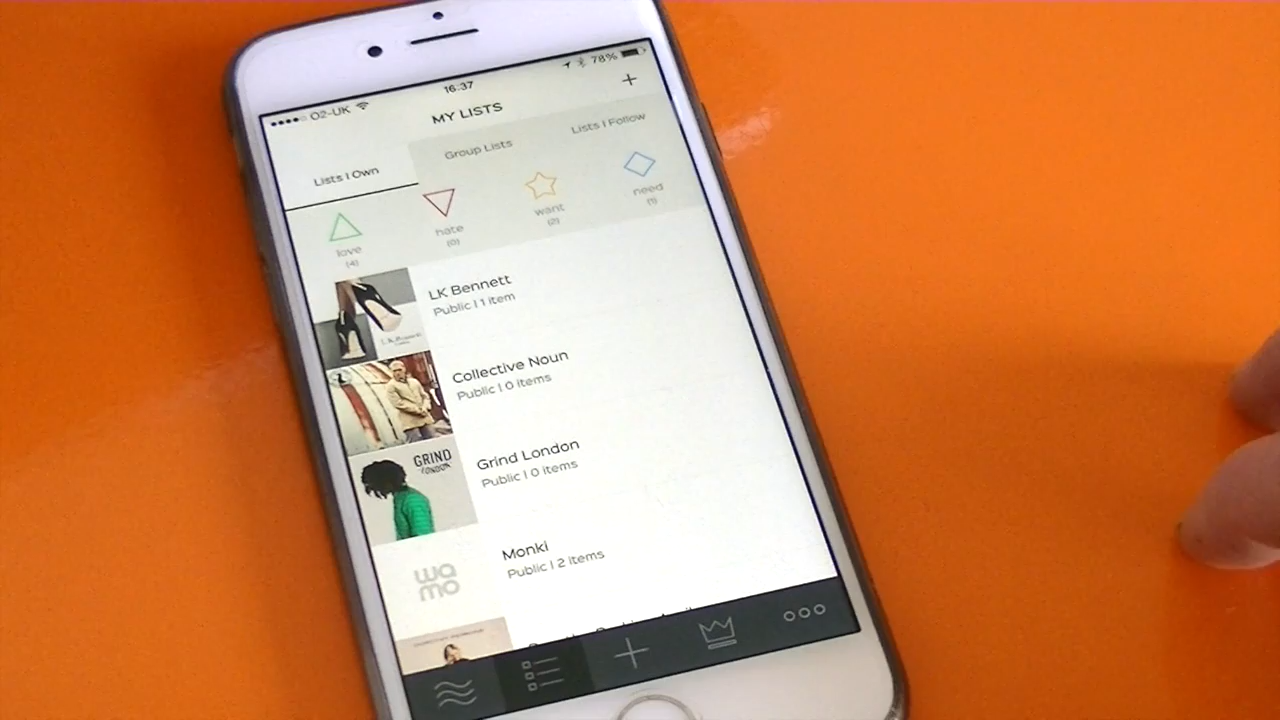 O2-UK 16:37 78%
MY LISTS
+
Lists I Own Group Lists Lists I Follow
love hate want need
(4) (0) (2) (1)
LK Bennett
Public | 1 item
Collective Noun
Public | 0 items
GRIND
LONDON
Grind London
Public | 0 items
wa
mo
Monki
Public | 2 items